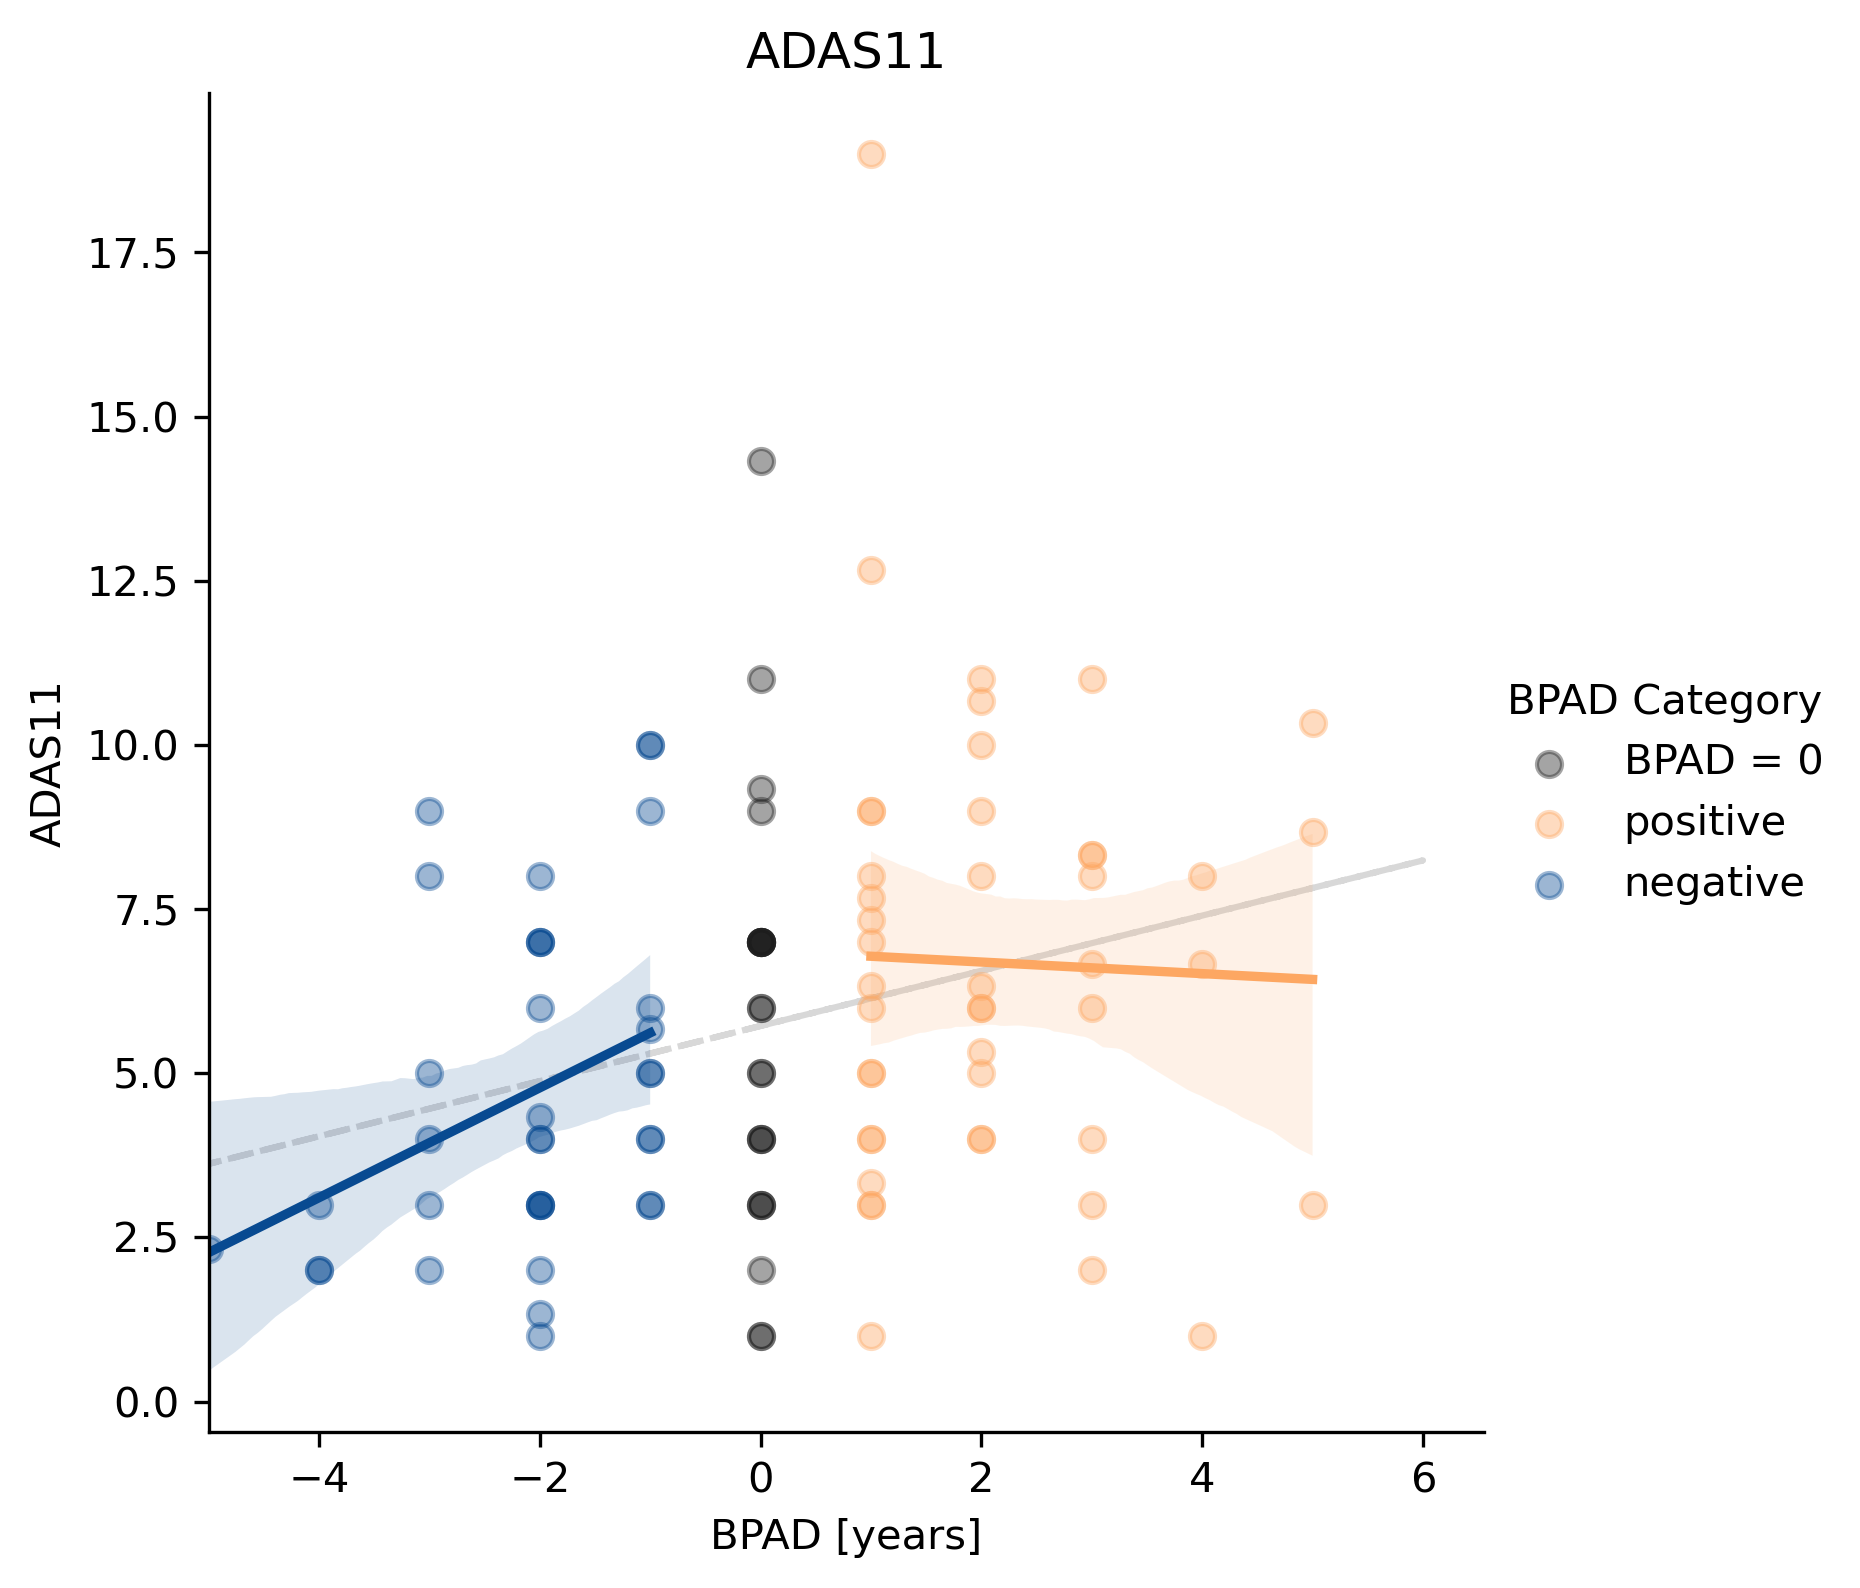 ADAS11
17.5
15.0
12.5
10.0
7.5
5.0
2.5
0.0
ADAS11
−4
−2
0
2
4
6
BPAD [years]
BPAD Category
BPAD = 0
positive
negative